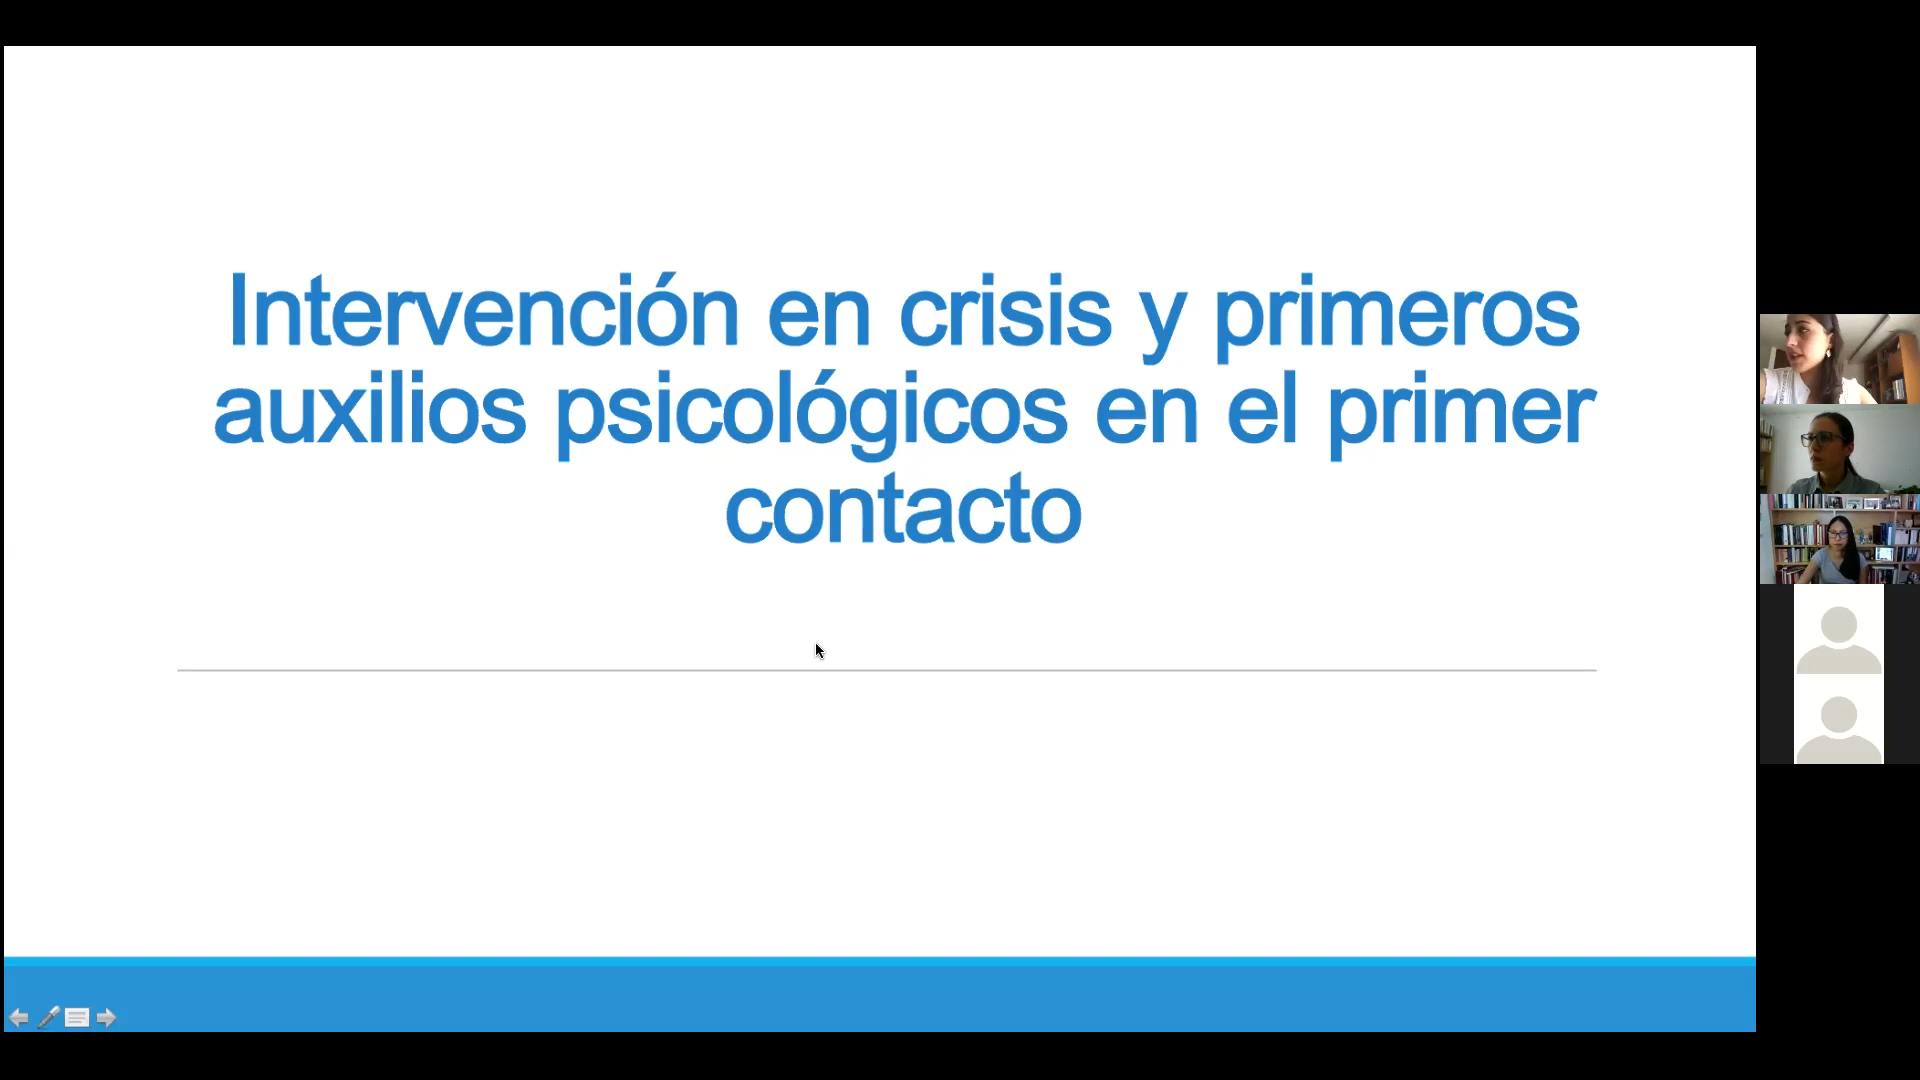 Intervención en crisis y primeros
auxilios psicológicos en el primer
contacto